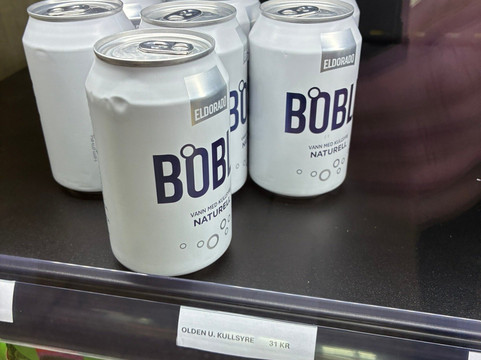 ELDORADO
BOBL
VANN MED KULLSYRE
NATURELL
ELDORADO
BOBL
VANN MED KULLSYRE
NATURELL
OLDEN U. KULLSYRE 31 KR